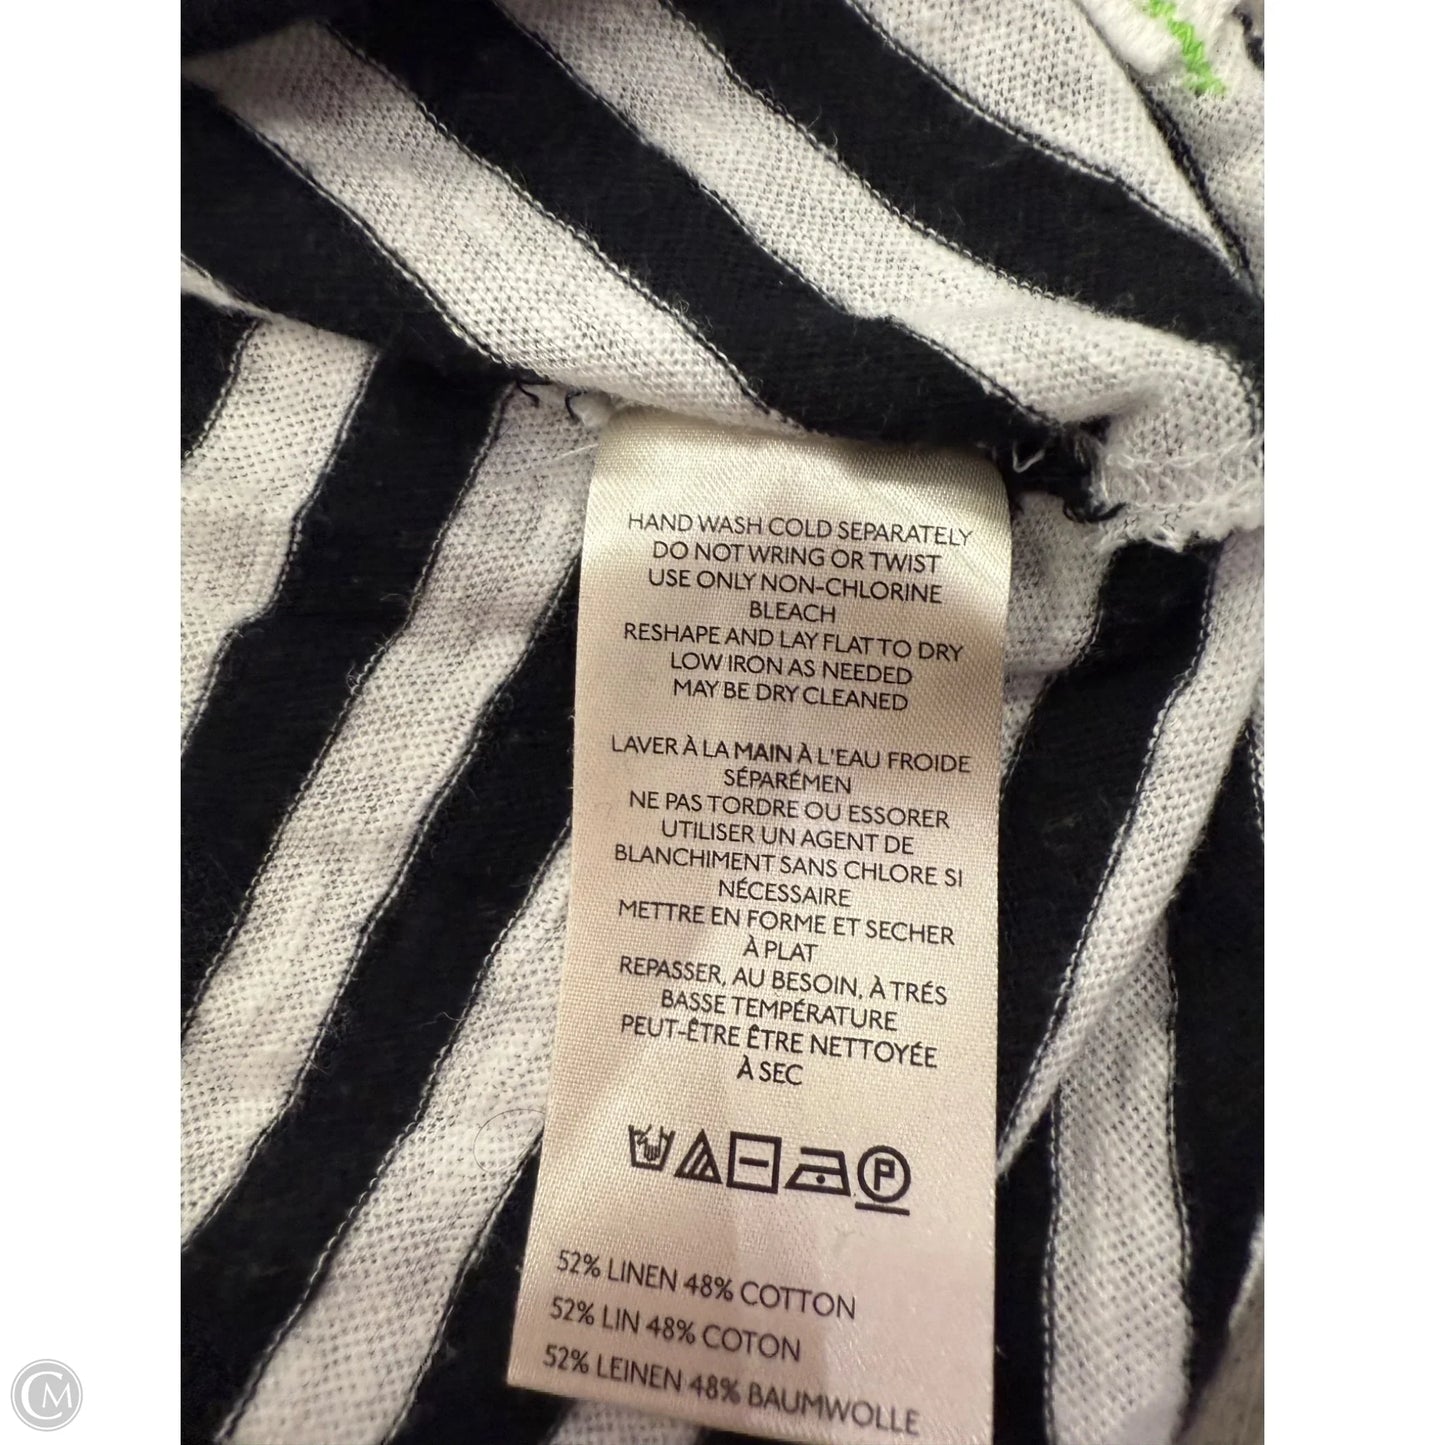 HAND WASH COLD SEPARATELY
DO NOT WRING OR TWIST
USE ONLY NON-CHLORINE
BLEACH
RESHAPE AND LAY FLAT TO DRY
LOW IRON AS NEEDED
MAY BE DRY CLEANED
LAVER À LA MAIN À L'EAU FROIDE
SÉPARÉMEN
NE PAS TORDRE OU ESSORER
UTILISER UN AGENT DE
BLANCHIMENT SANS CHLORE SI
NÉCESSAIRE
METTRE EN FORME ET SECHER
À PLAT
REPASSER, AU BESOIN, À TRÉS
BASSE TEMPÉRATURE
PEUT-ÊTRE ÊTRE NETTOYÉE
À SEC
P
52% LINEN 48% COTTON
52% LIN 48% COTON
52% LEINEN 48% BAUMWOLLE
CM